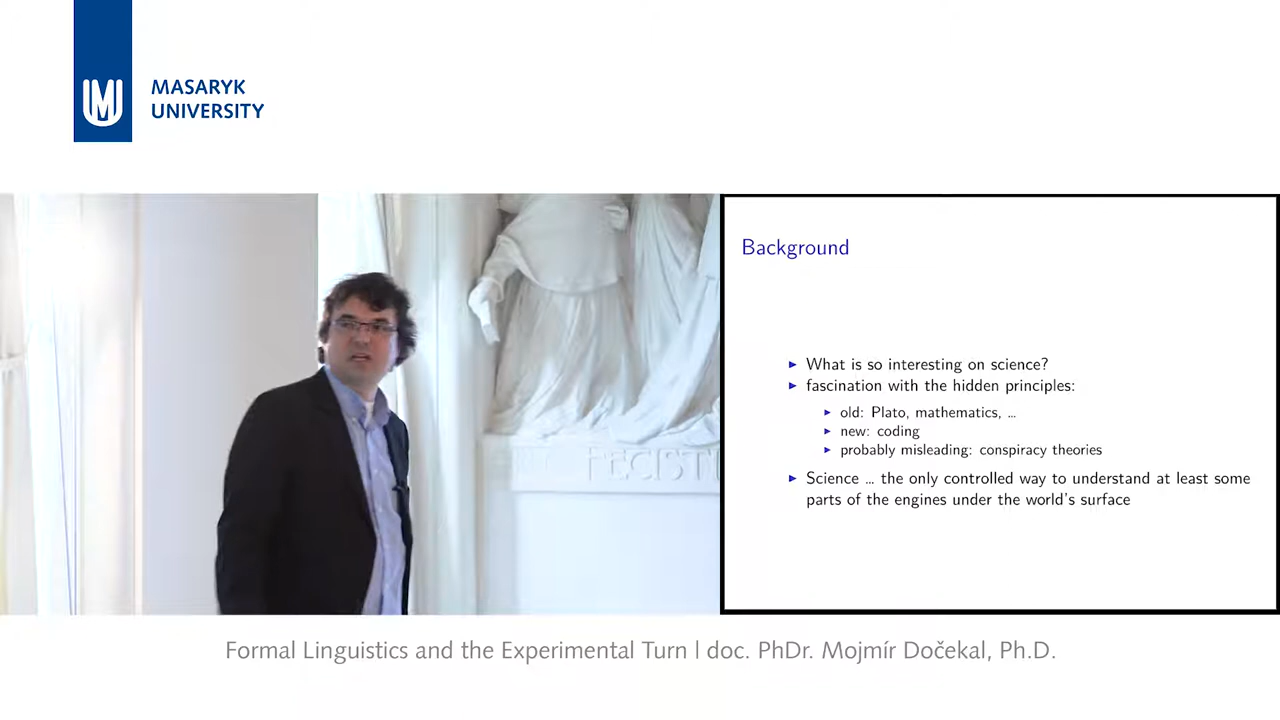 MASARYK
UNIVERSITY
Background
What is so interesting on science?
fascination with the hidden principles:
old: Plato, mathematics, ...
new: coding
probably misleading: conspiracy theories
Science ... the only controlled way to understand at least some
parts of the engines under the world's surface
FECISTI
Formal Linguistics and the Experimental Turn | doc. PhDr. Mojmír Dočekal, Ph.D.